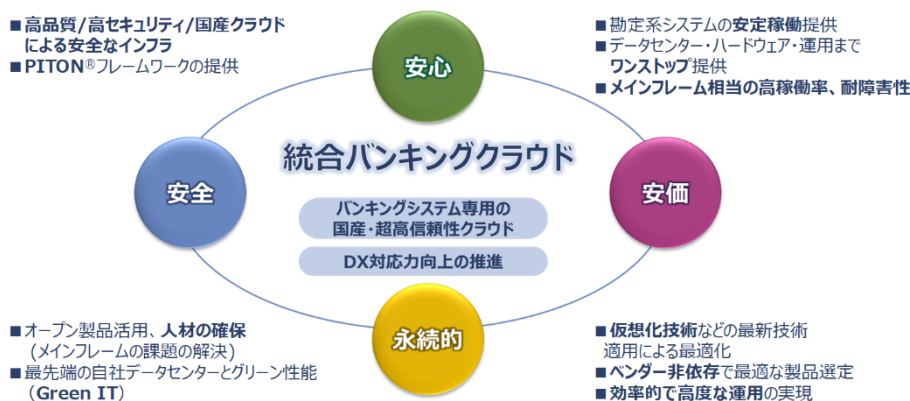 ■高品質/高セキュリティ/国産クラウド
による安全なインフラ
■PITON®フレームワークの提供
■勘定系システムの安定稼働提供
■データセンター・ハードウェア・運用まで
ワンストップ提供
■メインフレーム相当の高稼働率、耐障害性
安心
統合バンキングクラウド
安全
安価
バンキングシステム専用の
国産・超高信頼性クラウド
DX対応力向上の推進
永続的
■オープン製品活用、人材の確保
(メインフレームの課題の解決)
■最先端の自社データセンターとグリーン性能
（Green IT）
■仮想化技術などの最新技術
適用による最適化
■ベンダー非依存で最適な製品選定
■効率的で高度な運用の実現